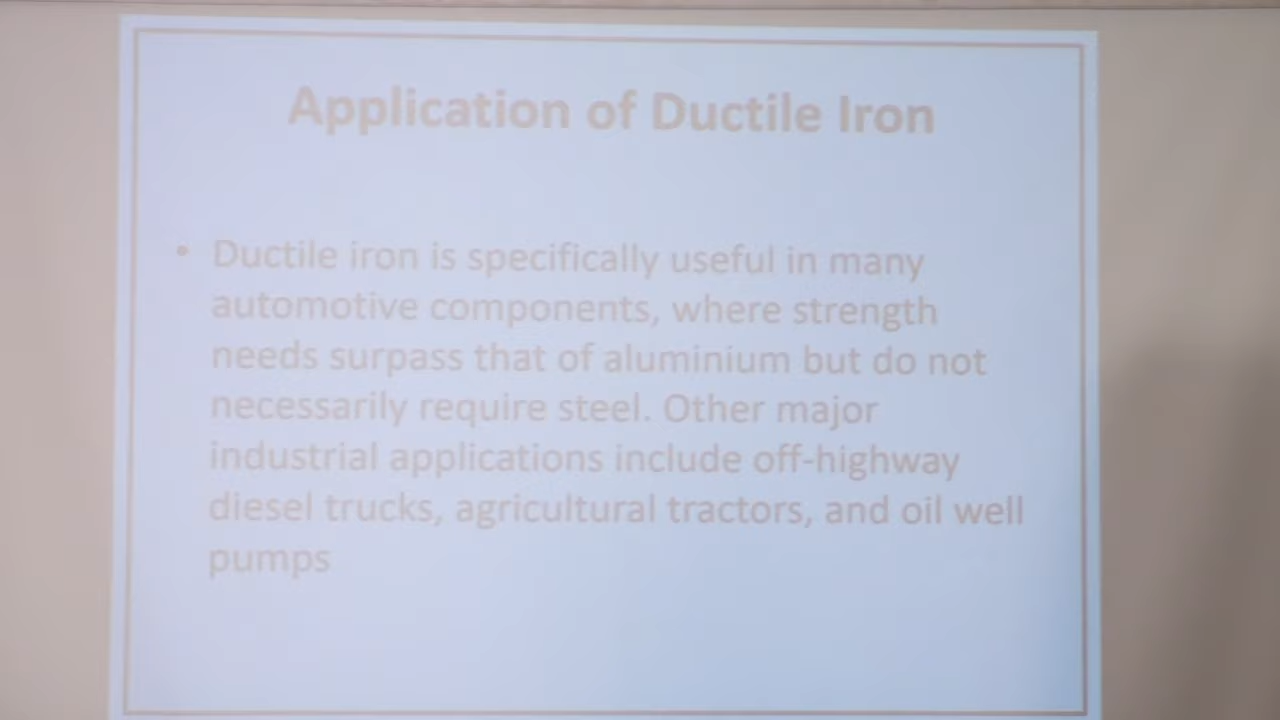 Application of Ductile Iron
• Ductile iron is specifically useful in many
automotive components, where strength
needs surpass that of aluminium but do not
necessarily require steel. Other major
industrial applications include off-highway
diesel trucks, agricultural tractors, and oil well
pumps